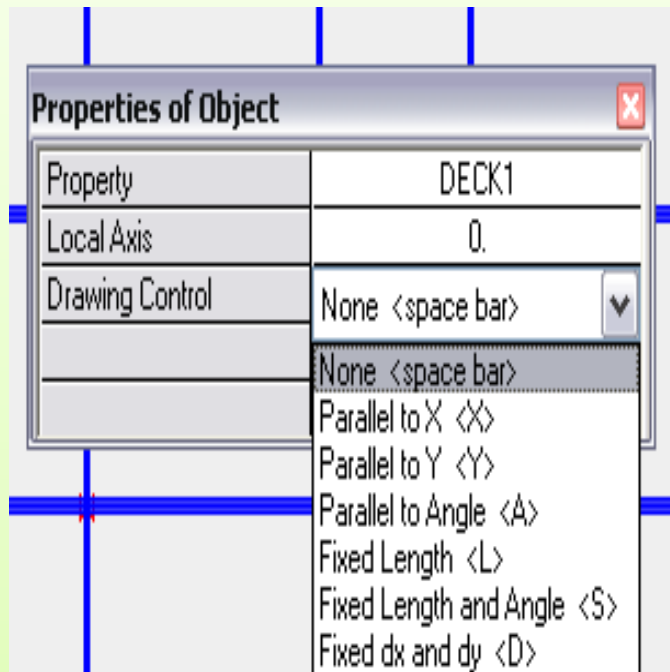 Properties of Object
Property DECK1
Local Axis 0.
Drawing Control None <space bar>
None <space bar>
Parallel to X <X>
Parallel to Y <Y>
Parallel to Angle <A>
Fixed Length <L>
Fixed Length and Angle <S>
Fixed dx and dy <D>